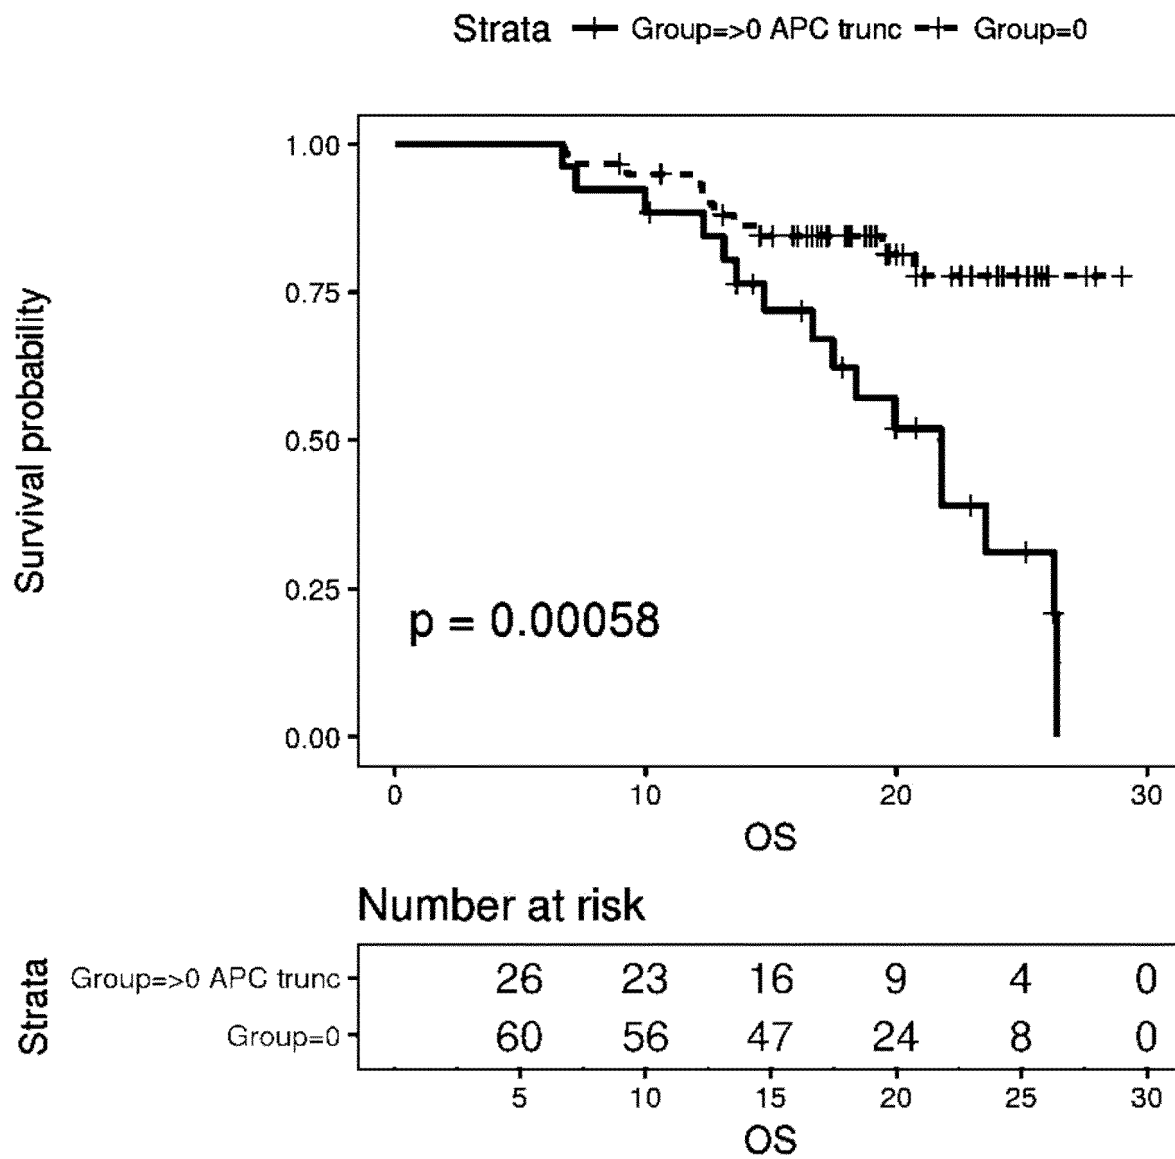 Strata Group=>0 APC trunc Group=0
1.00
0.75
0.50
0.25
0.00
Survival probability
p = 0.00058
0 10 20 30
OS
Number at risk
Strata
Group=>0 APC trunc 26 23 16 9 4 0
Group=0 60 56 47 24 8 0
5 10 15 20 25 30
OS